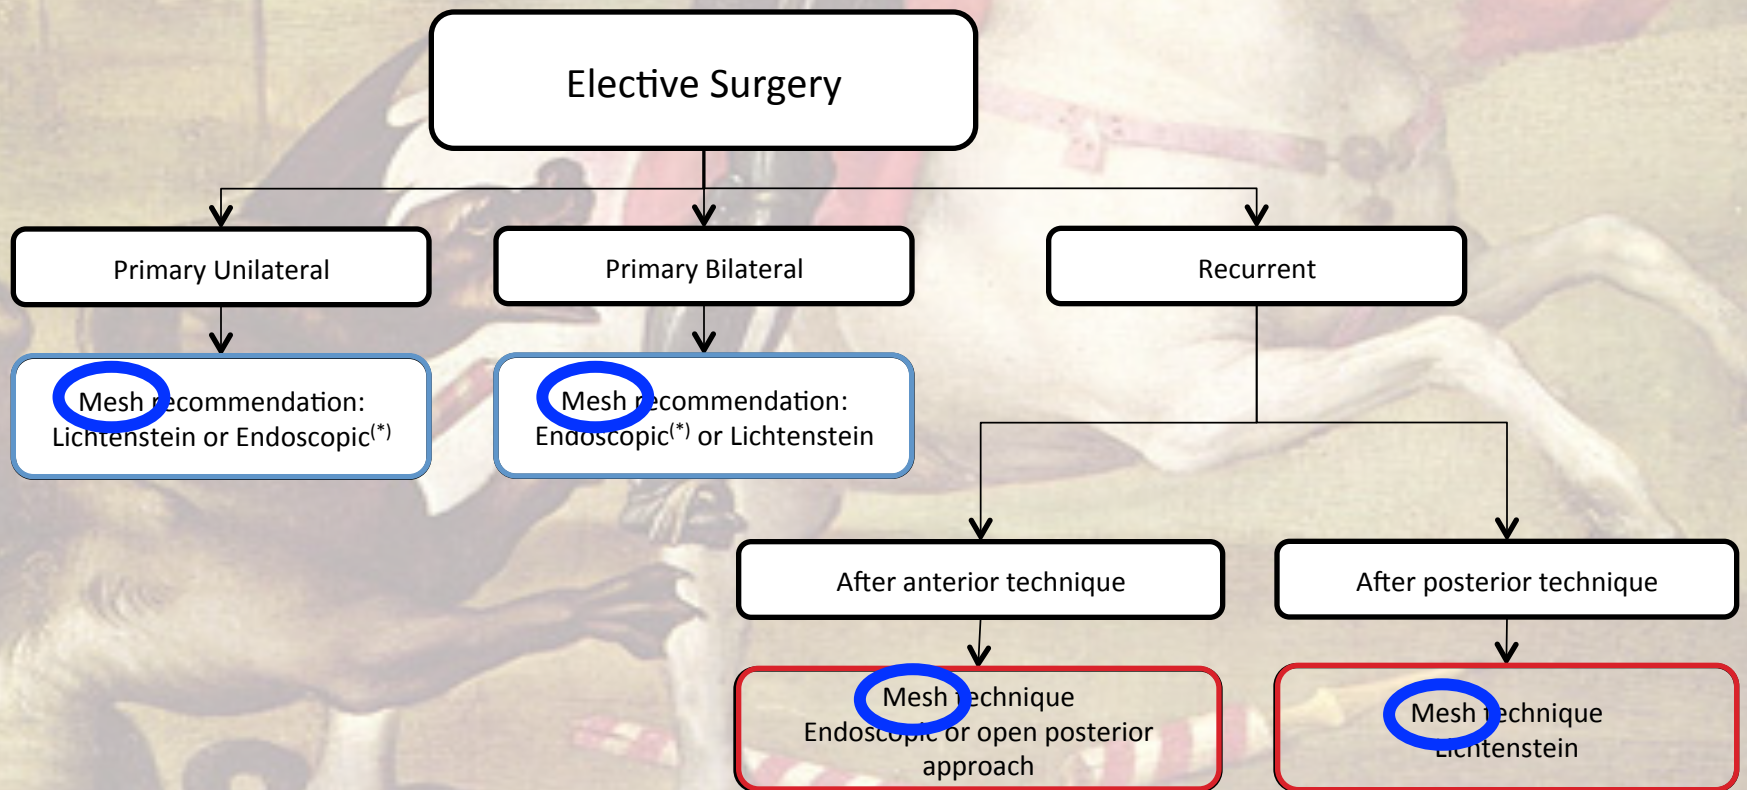 Elective Surgery
Primary Unilateral
Primary Bilateral
Recurrent
Mesh recommendation:
Lichtenstein or Endoscopic(*)
Mesh recommendation:
Endoscopic(*) or Lichtenstein
After anterior technique
After posterior technique
Mesh technique
Endoscopic or open posterior
approach
Mesh technique
Lichtenstein